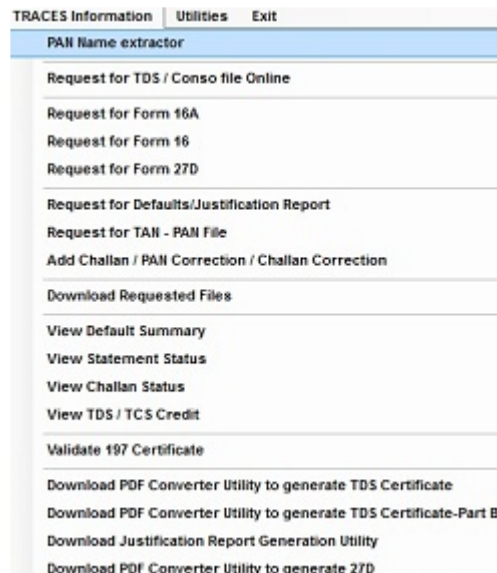 TRACES Information Utilities Exit
PAN Name extractor
Request for TDS / Conso file Online
Request for Form 16A
Request for Form 16
Request for Form 27D
Request for Defaults/Justification Report
Request for TAN - PAN File
Add Challan / PAN Correction / Challan Correction
Download Requested Files
View Default Summary
View Statement Status
View Challan Status
View TDS / TCS Credit
Validate 197 Certificate
Download PDF Converter Utility to generate TDS Certificate
Download PDF Converter Utility to generate TDS Certificate-Part B
Download Justification Report Generation Utility
Download PDF Converter Utility to generate 27D